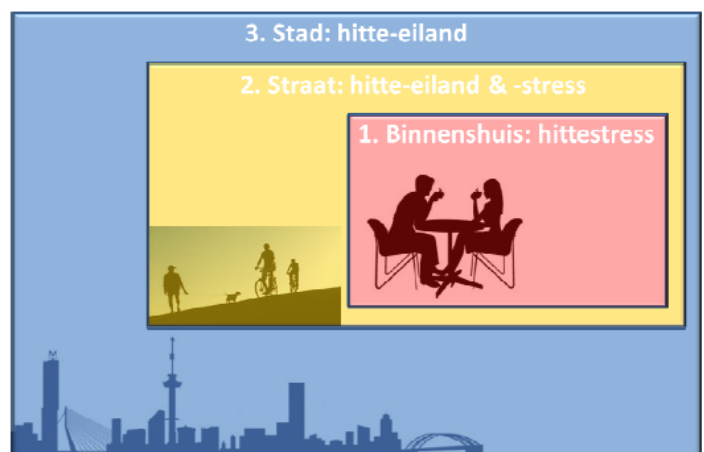 3. Stad: hitte-eiland
2. Straat: hitte-eiland & -stress
1. Binnenshuis: hittestress
M